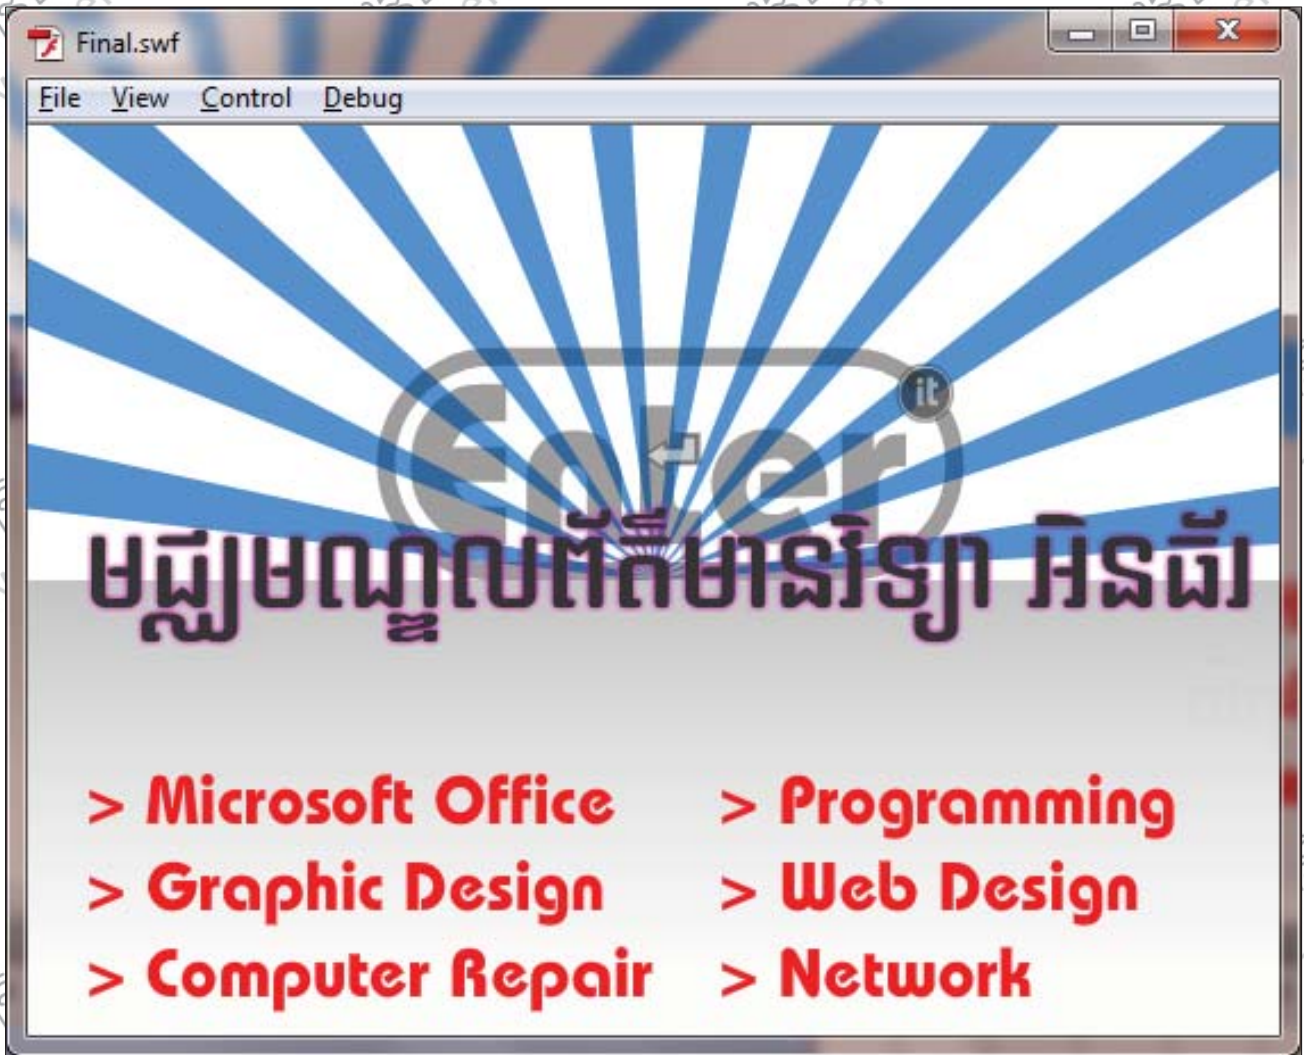 Final.swf
File View Control Debug
it
Enter
មជ្ឈមណ្ឌលព័ត៌មានវិទ្យា អិនធ័រ
> Microsoft Office > Programming
> Graphic Design > Web Design
> Computer Repair > Network